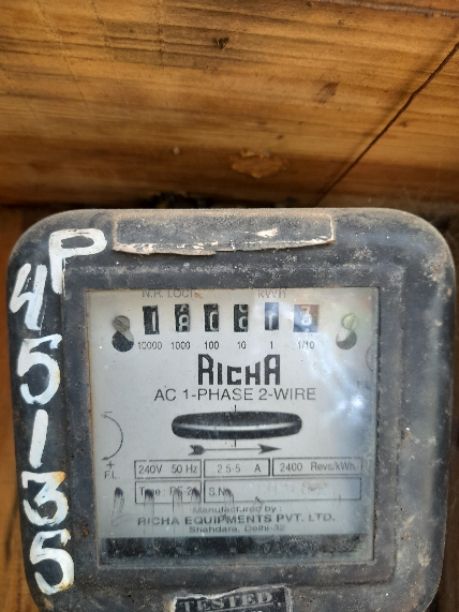 P
45135
kWh
10000 1000 100 10 1 1/10
RICHA
AC 1-PHASE 2-WIRE
F.L
240V 50 Hz 2.5-5 A 2400 Revs/kWh
Type: S.No
Manufactured by:
RICHA EQUIPMENTS PVT. LTD.
Shahdara, Delhi-32
TESTED